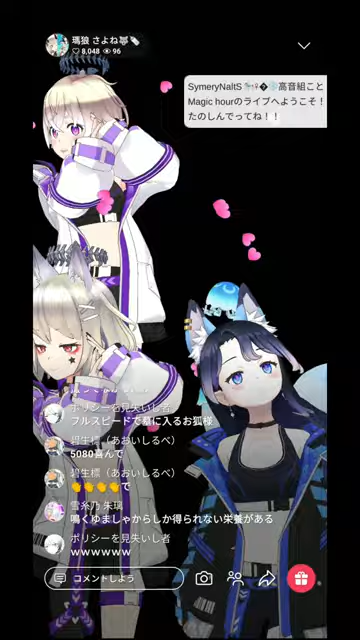 瑪狼 さよね
8,048 96
SymeryNaltS 高音組こと
Magic hourのライブへようこそ！
たのしんでってね！！
ポリシーを見失いし者
フルスピードで墓に入るお狐様
碧生標（あおいしるべ）
5080喜んで
碧生標（あおいしるべ）
で
雪糸乃 朱璃
鳴くゆましゃからしか得られない栄養がある
ポリシーを見失いし者
wwwwww
コメントしよう